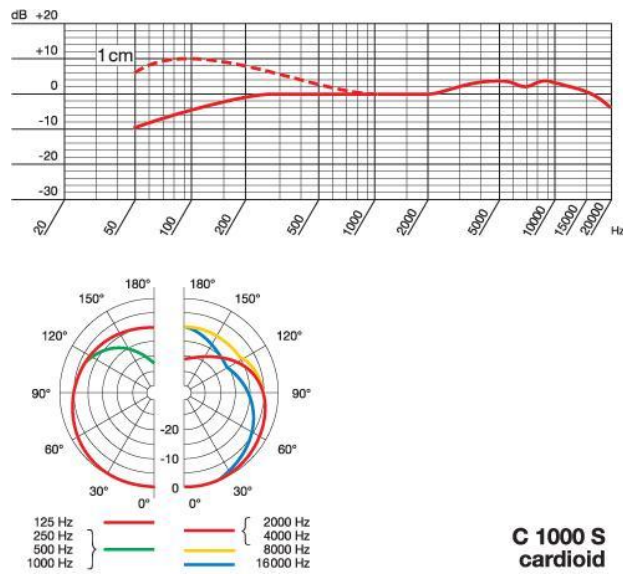 dB +20
+10
1 cm
0
-10
-20
-30
20 50 100 200 500 1000 2000 5000 10000 15000 20000 Hz
180° 180°
150° 150°
120° 120°
90° 90°
-20
60° 60°
-10
30° 0° 0 0° 30°
125 Hz 2000 Hz
250 Hz 4000 Hz
500 Hz 8000 Hz
1000 Hz 16000 Hz
C 1000 S
cardioid